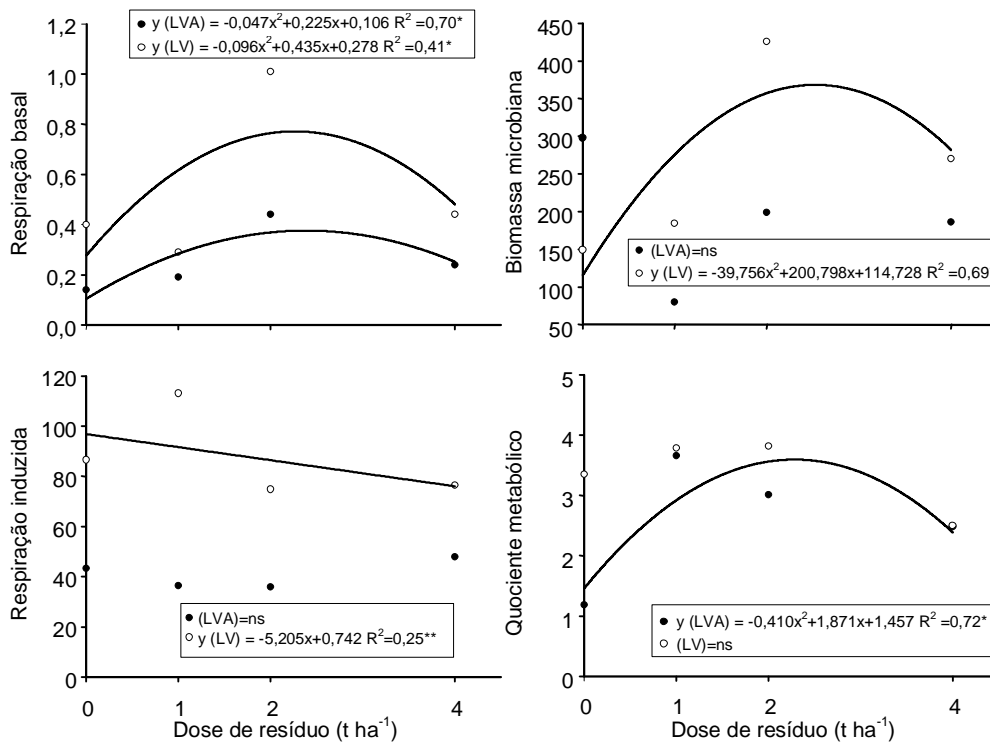 y (LVA) = -0,047x²+0,225x+0,106 R² =0,70*
y (LV) = -0,096x²+0,435x+0,278 R² =0,41*
Respiração basal
1,2
1,0
0,8
0,6
0,4
0,2
0,0
Biomassa microbiana
450
400
350
300
250
200
150
100
50
(LVA)=ns
y (LV) = -39,756x²+200,798x+114,728 R² =0,69
Respiração induzida
120
100
80
60
40
20
0
(LVA)=ns
y (LV) = -5,205x+0,742 R²=0,25**
0 1 2 4
Dose de resíduo (t ha⁻¹)
Quociente metabólico
5
4
3
2
1
0
y (LVA) = -0,410x²+1,871x+1,457 R²=0,72*
(LV)=ns
0 1 2 4
Dose de resíduo (t ha⁻¹)